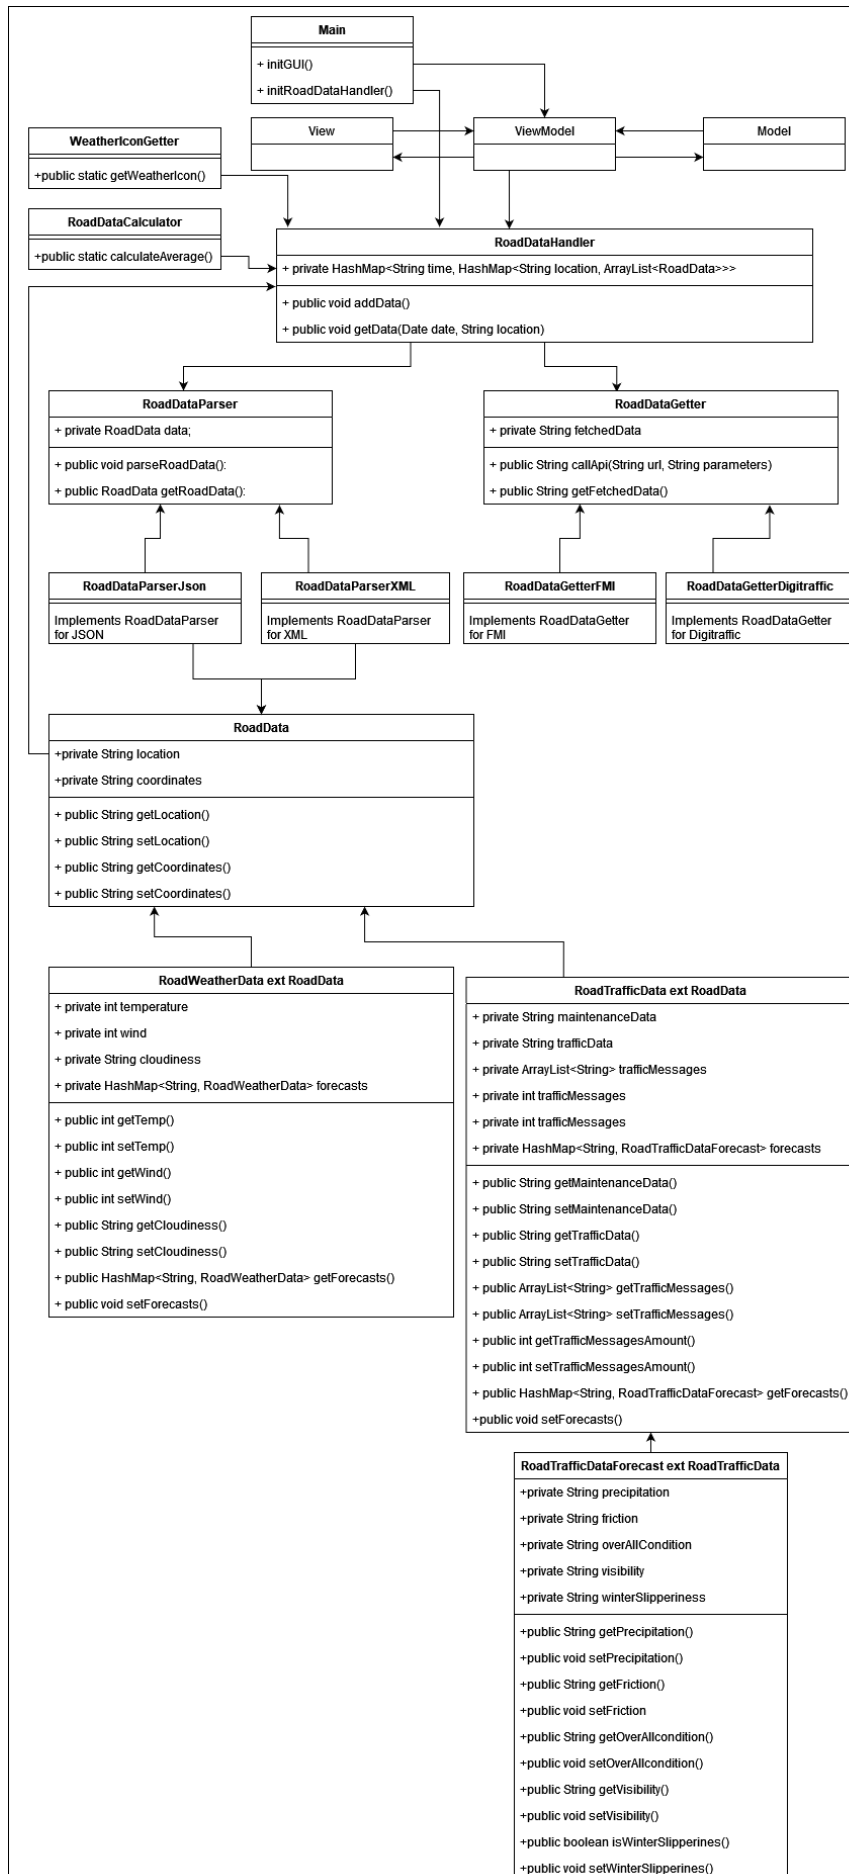 Main
+ initGUI()
+ initRoadDataHandler()
View
ViewModel
Model
WeatherIconGetter
+public static getWeatherIcon()
RoadDataCalculator
+public static calculateAverage()
RoadDataHandler
+ private HashMap<String time, HashMap<String location, ArrayList<RoadData>>>
+ public void addData()
+ public void getData(Date date, String location)
RoadDataParser
+ private RoadData data;
+ public void parseRoadData():
+ public RoadData getRoadData():
RoadDataGetter
+ private String fetchedData
+ public String callApi(String url, String parameters)
+ public String getFetchedData()
RoadDataParserJson
Implements RoadDataParser
for JSON
RoadDataParserXML
Implements RoadDataParser
for XML
RoadDataGetterFMI
Implements RoadDataGetter
for FMI
RoadDataGetterDigitraffic
Implements RoadDataGetter
for Digitraffic
RoadData
+private String location
+private String coordinates
+ public String getLocation()
+ public String setLocation()
+ public String getCoordinates()
+ public String setCoordinates()
RoadWeatherData ext RoadData
+ private int temperature
+ private int wind
+ private String cloudiness
+ private HashMap<String, RoadWeatherData> forecasts
+ public int getTemp()
+ public int setTemp()
+ public int getWind()
+ public int setWind()
+ public String getCloudiness()
+ public String setCloudiness()
+ public HashMap<String, RoadWeatherData> getForecasts()
+ public void setForecasts()
RoadTrafficData ext RoadData
+ private String maintenanceData
+ private String trafficData
+ private ArrayList<String> trafficMessages
+ private int trafficMessages
+ private int trafficMessages
+ private HashMap<String, RoadTrafficDataForecast> forecasts
+ public String getMaintenanceData()
+ public String setMaintenanceData()
+ public String getTrafficData()
+ public String setTrafficData()
+ public ArrayList<String> getTrafficMessages()
+ public ArrayList<String> setTrafficMessages()
+ public int getTrafficMessagesAmount()
+ public int setTrafficMessagesAmount()
+ public HashMap<String, RoadTrafficDataForecast> getForecasts()
+public void setForecasts()
RoadTrafficDataForecast ext RoadTrafficData
+private String precipitation
+private String friction
+private String overAllCondition
+private String visibility
+private String winterSlipperiness
+public String getPrecipitation()
+public void setPrecipitation()
+public String getFriction()
+public void setFriction
+public String getOverAllcondition()
+public void setOverAllcondition()
+public String getVisibility()
+public void setVisibility()
+public boolean isWinterSlipperines()
+public void setWinterSlipperines()